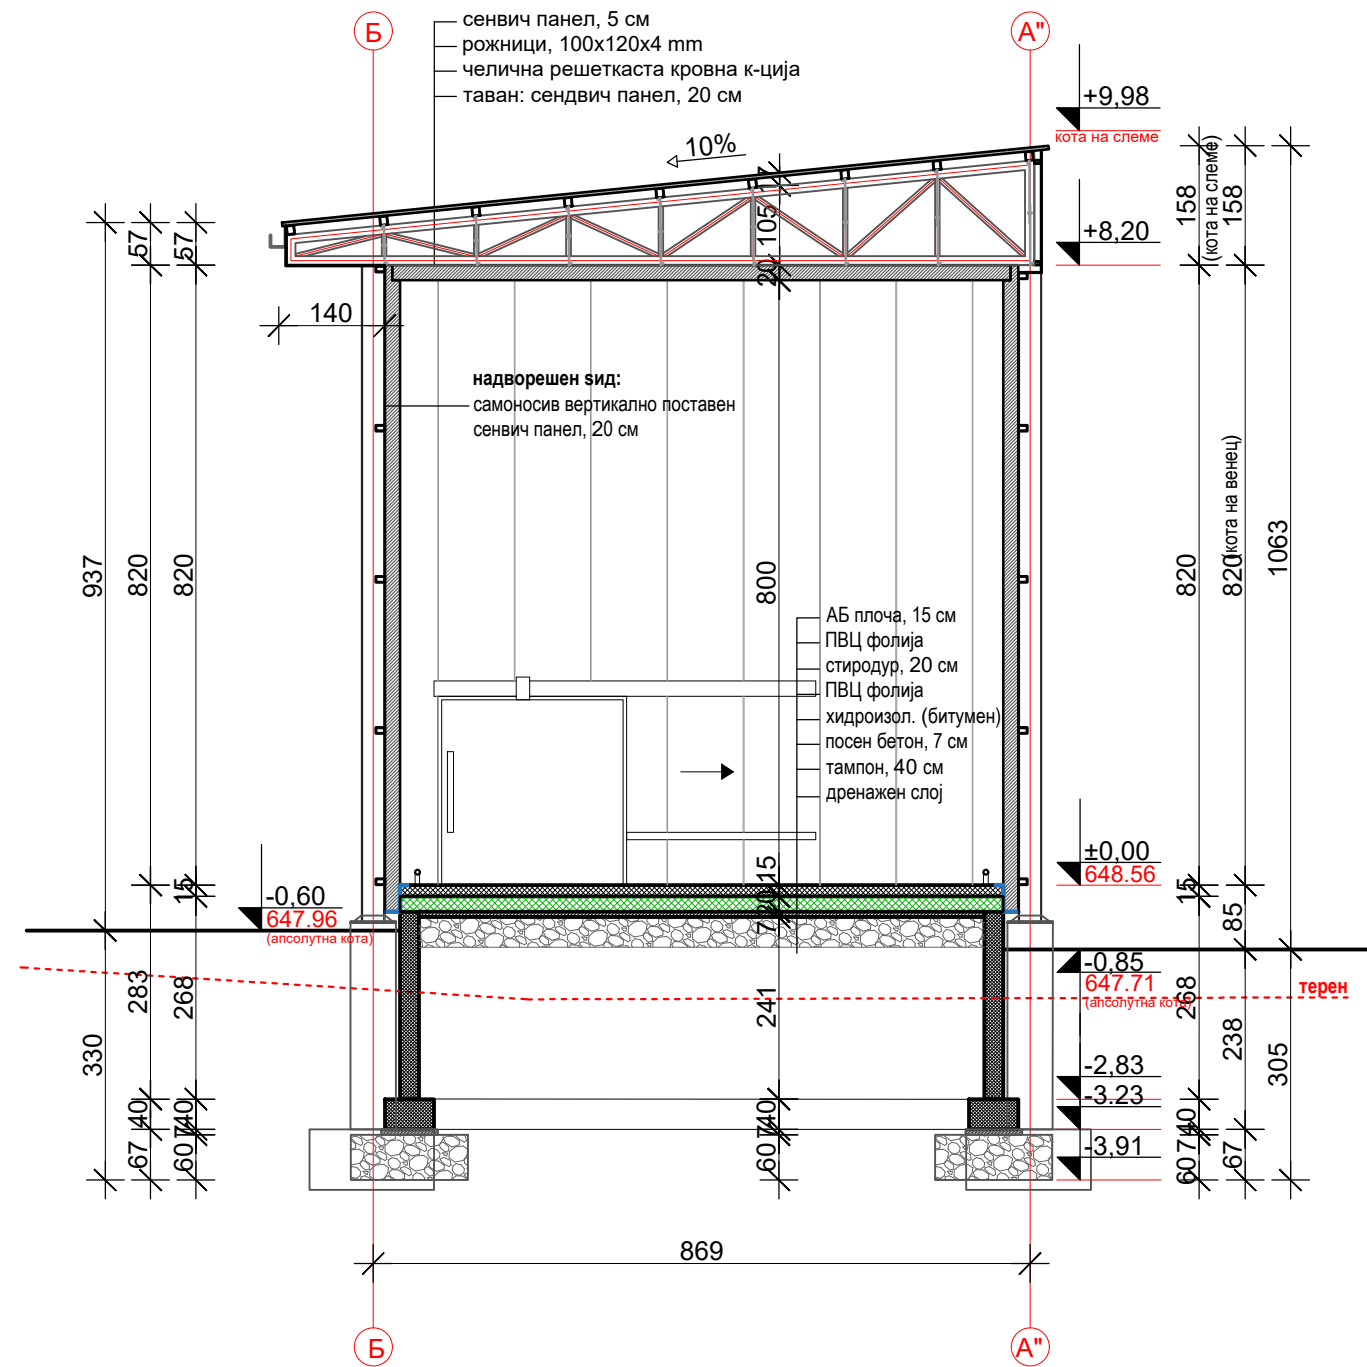 Б
А"
сенвич панел, 5 см
рожници, 100x120x4 mm
челична решеткаста кровна к-ција
таван: сендвич панел, 20 см
+9,98
кота на слеме
10%
+8,20
158
(кота на слеме)
158
57
57
7
105
20
140
надворешен ѕид:
самоносив вертикално поставен
сенвич панел, 20 см
937
820
820
800
820
820
(кота на венец)
1063
АБ плоча, 15 см
ПВЦ фолија
стиродур, 20 см
ПВЦ фолија
хидроизол. (битумен)
посен бетон, 7 см
тампон, 40 см
дренажен слој
±0,00
648.56
-0,60
647.96
(апсолутна кота)
15
15
20
7
15
85
-0,85
647.71
(апсолутна кота)
терен
283
268
330
241
268
238
305
-2,83
-3.23
-3,91
40
67
40
7
60
40
7
60
40
7
60
67
869
Б
А"